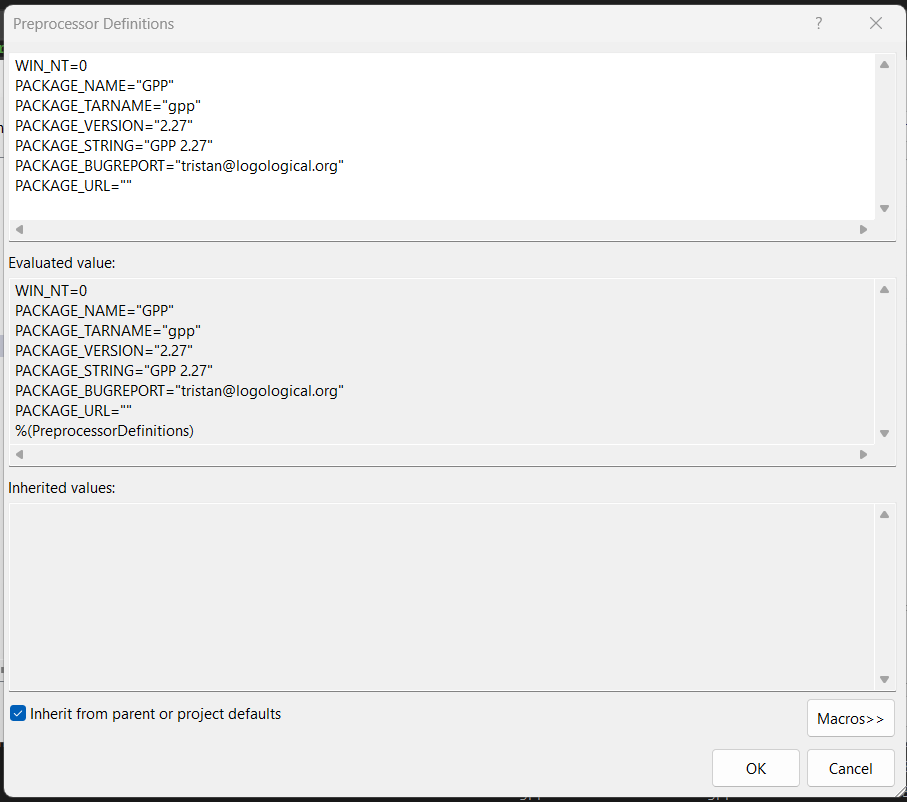 Preprocessor Definitions
?
WIN_NT=0
PACKAGE_NAME="GPP"
PACKAGE_TARNAME="gpp"
PACKAGE_VERSION="2.27"
PACKAGE_STRING="GPP 2.27"
PACKAGE_BUGREPORT="tristan@logological.org"
PACKAGE_URL=""
Evaluated value:
WIN_NT=0
PACKAGE_NAME="GPP"
PACKAGE_TARNAME="gpp"
PACKAGE_VERSION="2.27"
PACKAGE_STRING="GPP 2.27"
PACKAGE_BUGREPORT="tristan@logological.org"
PACKAGE_URL=""
%(PreprocessorDefinitions)
Inherited values:
Inherit from parent or project defaults
Macros>>
OK
Cancel